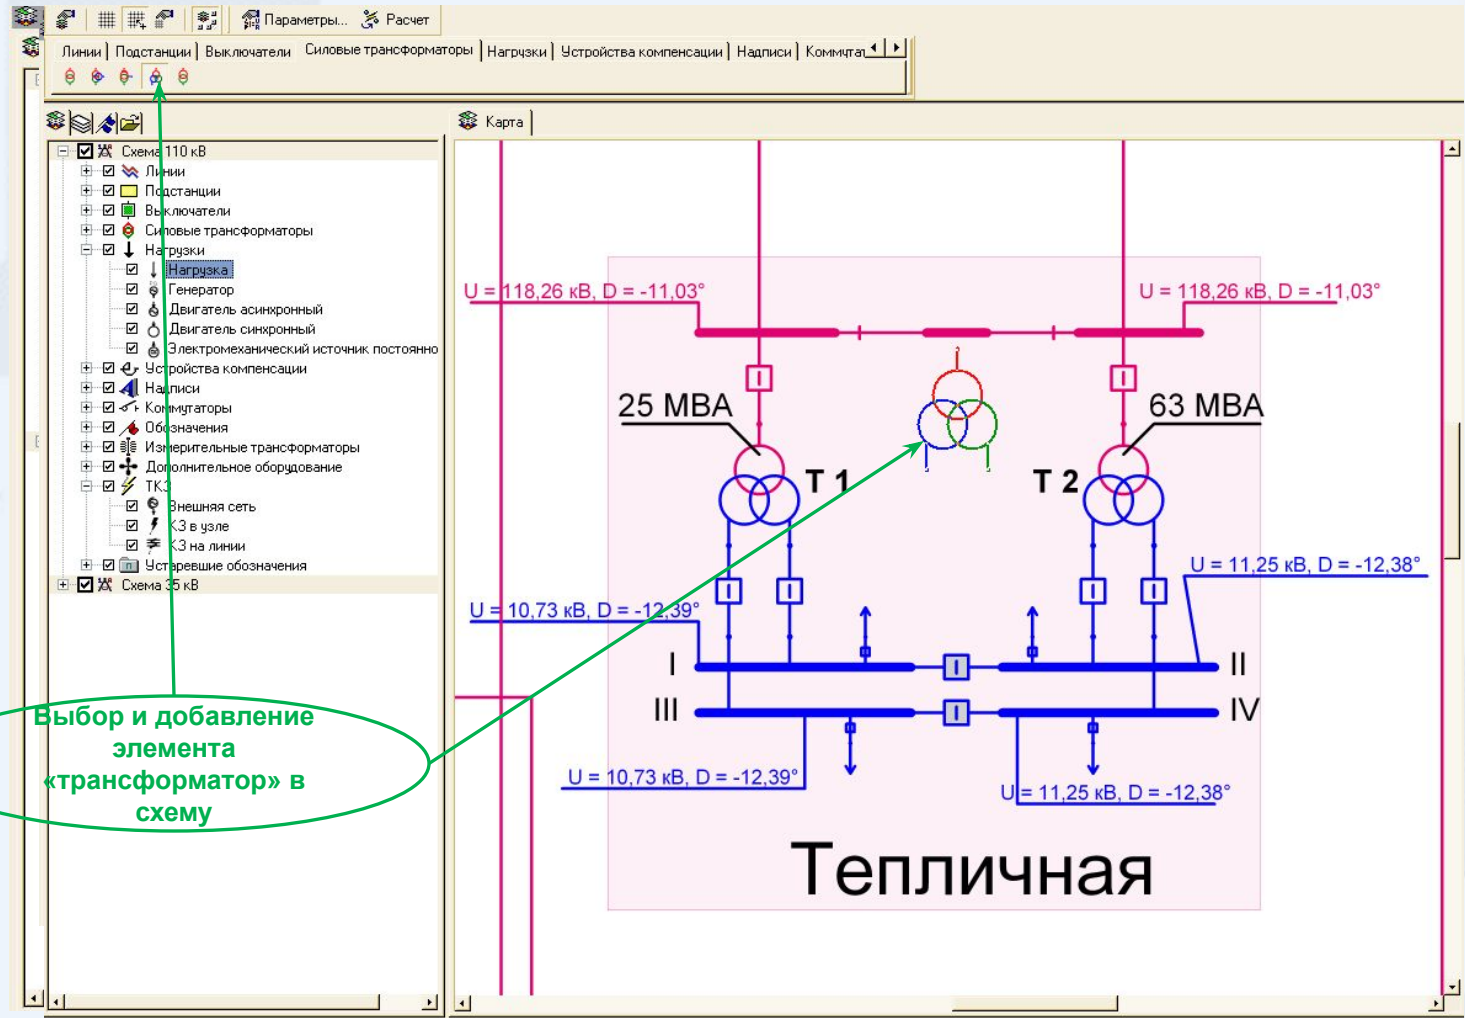 Параметры... Расчет
Линии Подстанции Выключатели Силовые трансформаторы Нагрузки Устройства компенсации Надписи Коммутат
Карта
Схема 110 кВ
Линии
Подстанции
Выключатели
Силовые трансформаторы
Нагрузки
Нагрузка
Генератор
Двигатель асинхронный
Двигатель синхронный
Электромеханический источник постоянно
Устройства компенсации
Надписи
Коммутаторы
Обозначения
Измерительные трансформаторы
Дополнительное оборудование
ТКЗ
Внешняя сеть
КЗ в узле
КЗ на линии
Устаревшие обозначения
Схема 35 кВ
Выбор и добавление
элемента
«трансформатор» в
схему
U = 118,26 кВ, D = -11,03°
U = 118,26 кВ, D = -11,03°
25 МВА
63 МВА
Т 1
Т 2
U = 11,25 кВ, D = -12,38°
U = 10,73 кВ, D = -12,39°
I
II
III
IV
U = 10,73 кВ, D = -12,39°
U = 11,25 кВ, D = -12,38°
Тепличная